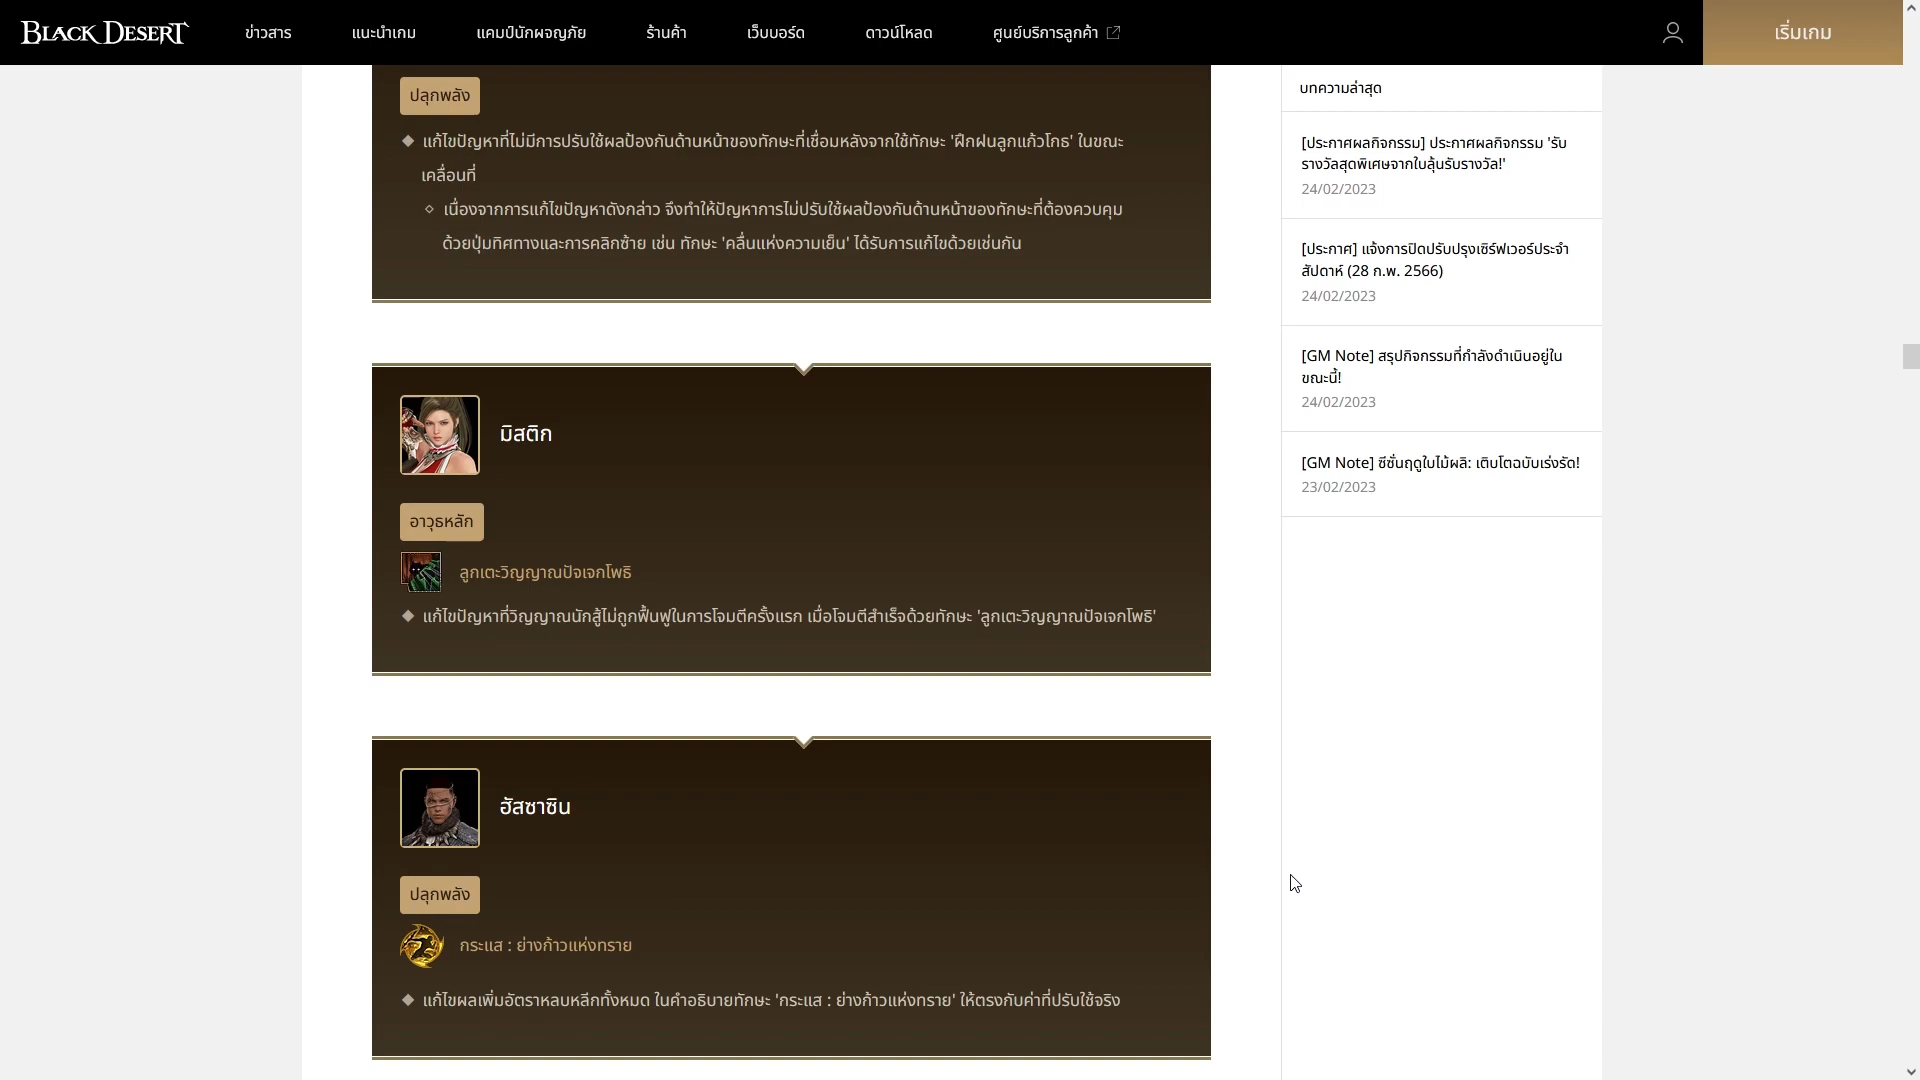 BLACK DESERT
ข่าวสาร
แนะนำเกม
แคมป์นักผจญภัย
ร้านค้า
เว็บบอร์ด
ดาวน์โหลด
ศูนย์บริการลูกค้า
เริ่มเกม
ปลุกพลัง
แก้ไขปัญหาที่ไม่มีการปรับใช้ผลป้องกันด้านหน้าของทักษะที่เชื่อมหลังจากใช้ทักษะ 'ฝึกฝนลูกแก้วโกธ' ในขณะ
เคลื่อนที่
เนื่องจากการแก้ไขปัญหาดังกล่าว จึงทำให้ปัญหาการไม่ปรับใช้ผลป้องกันด้านหน้าของทักษะที่ต้องควบคุม
ด้วยปุ่มทิศทางและการคลิกซ้าย เช่น ทักษะ 'คลื่นแห่งความเย็น' ได้รับการแก้ไขด้วยเช่นกัน
มิสติก
อาวุธหลัก
ลูกเตะวิญญาณปัจเจกโพธิ
แก้ไขปัญหาที่วิญญาณนักสู้ไม่ถูกฟื้นฟูในการโจมตีครั้งแรก เมื่อโจมตีสำเร็จด้วยทักษะ 'ลูกเตะวิญญาณปัจเจกโพธิ'
ฮัสซาซิน
ปลุกพลัง
กระแส : ย่างก้าวแห่งทราย
แก้ไขผลเพิ่มอัตราหลบหลีกทั้งหมด ในคำอธิบายทักษะ 'กระแส : ย่างก้าวแห่งทราย' ให้ตรงกับค่าที่ปรับใช้จริง
บทความล่าสุด
[ประกาศผลกิจกรรม] ประกาศผลกิจกรรม 'รับ
รางวัลสุดพิเศษจากใบลุ้นรับรางวัล!'
24/02/2023
[ประกาศ] แจ้งการปิดปรับปรุงเซิร์ฟเวอร์ประจำ
สัปดาห์ (28 ก.พ. 2566)
24/02/2023
[GM Note] สรุปกิจกรรมที่กำลังดำเนินอยู่ใน
ขณะนี้!
24/02/2023
[GM Note] ซีซั่นฤดูใบไม้ผลิ: เติบโตฉบับเร่งรัด!
23/02/2023